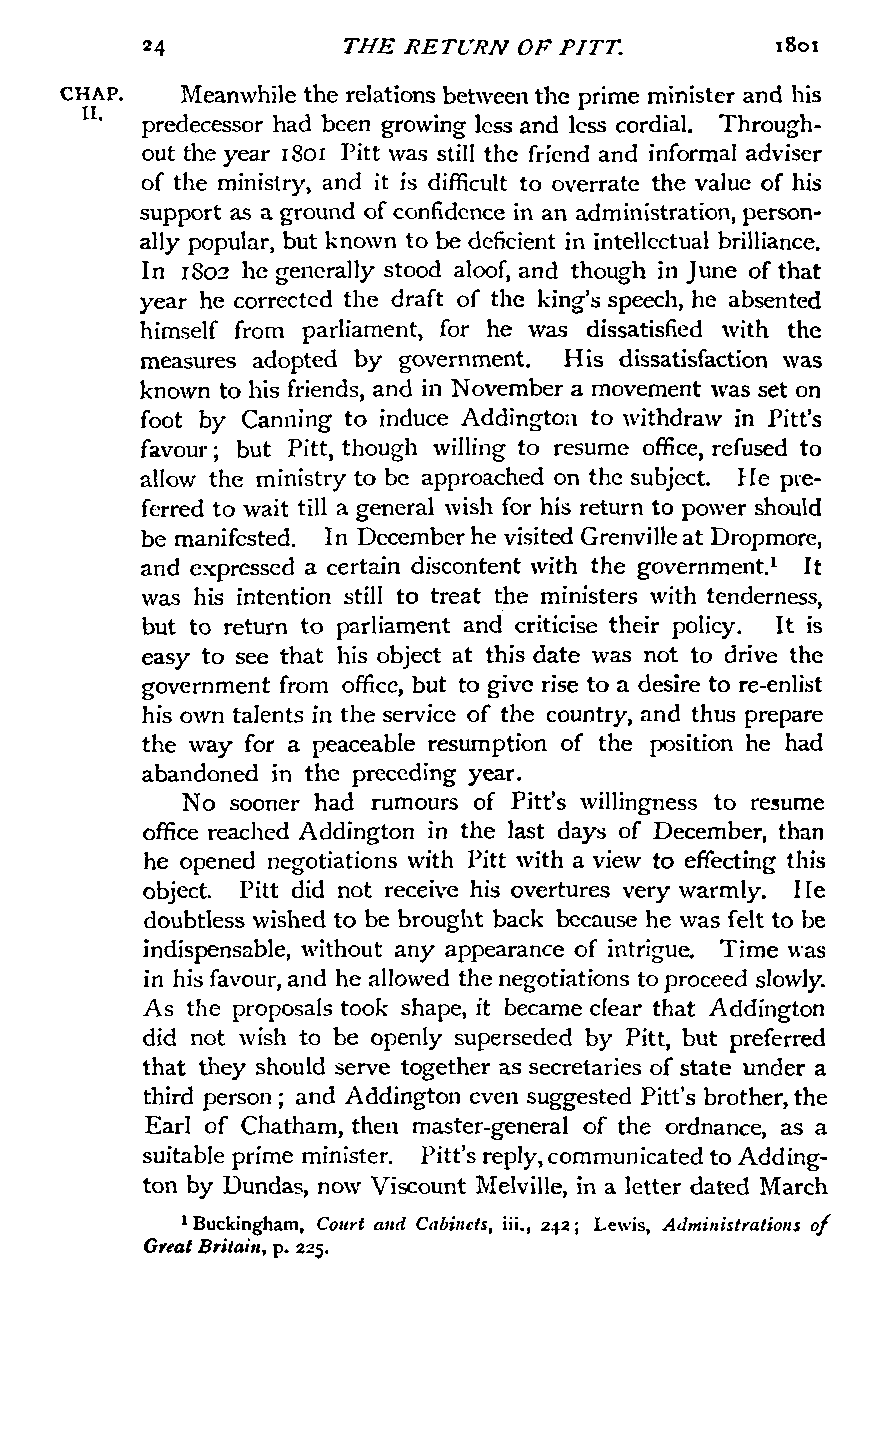 24 THE RETURN OF PITT. 1801
CHAP. Meanwhile the relations between the prime minister and his
II. predecessor had been growing less and less cordial. Through-
out the year 1801 Pitt was still the friend and informal adviser
of the ministry, and it is difficult to overrate the value of his
support as a ground of confidence in an administration, person-
ally popular, but known to be deficient in intellectual brilliance.
In 1802 he generally stood aloof, and though in June of that
year he corrected the draft of the king's speech, he absented
himself from parliament, for he was dissatisfied with the
measures adopted by government. His dissatisfaction was
known to his friends, and in November a movement was set on
foot by Canning to induce Addington to withdraw in Pitt's
favour; but Pitt, though willing to resume office, refused to
allow the ministry to be approached on the subject. He pre-
ferred to wait till a general wish for his return to power should
be manifested. In December he visited Grenville at Dropmore,
and expressed a certain discontent with the government.¹ It
was his intention still to treat the ministers with tenderness,
but to return to parliament and criticise their policy. It is
easy to see that his object at this date was not to drive the
government from office, but to give rise to a desire to re-enlist
his own talents in the service of the country, and thus prepare
the way for a peaceable resumption of the position he had
abandoned in the preceding year.
No sooner had rumours of Pitt's willingness to resume
office reached Addington in the last days of December, than
he opened negotiations with Pitt with a view to effecting this
object. Pitt did not receive his overtures very warmly. He
doubtless wished to be brought back because he was felt to be
indispensable, without any appearance of intrigue. Time was
in his favour, and he allowed the negotiations to proceed slowly.
As the proposals took shape, it became clear that Addington
did not wish to be openly superseded by Pitt, but preferred
that they should serve together as secretaries of state under a
third person; and Addington even suggested Pitt's brother, the
Earl of Chatham, then master-general of the ordnance, as a
suitable prime minister. Pitt's reply, communicated to Adding-
ton by Dundas, now Viscount Melville, in a letter dated March
¹ Buckingham, Court and Cabinets, iii., 242; Lewis, Administrations of
Great Britain, p. 225.